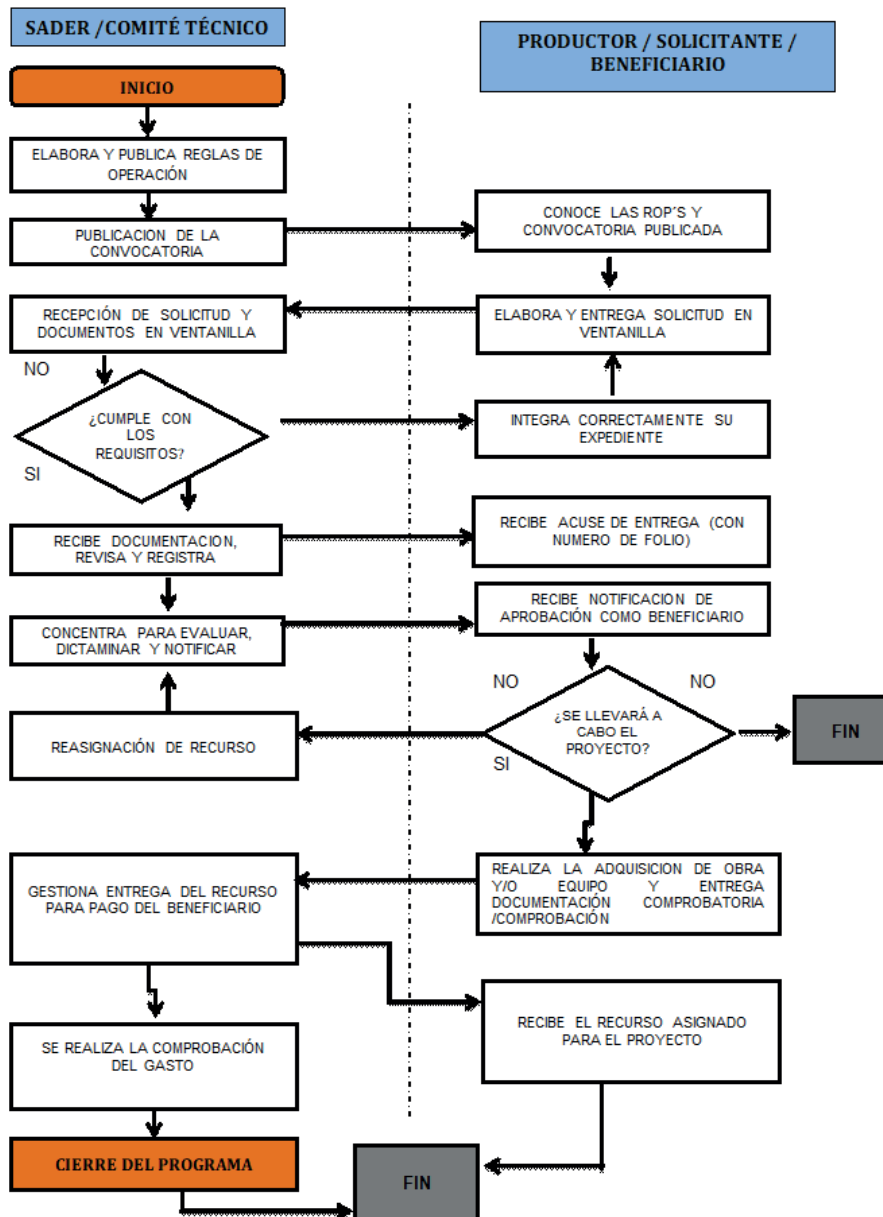 SADER /COMITÉ TÉCNICO
PRODUCTOR / SOLICITANTE /
BENEFICIARIO
INICIO
ELABORA Y PUBLICA REGLAS DE
OPERACIÓN
PUBLICACION DE LA
CONVOCATORIA
CONOCE LAS ROP´S Y
CONVOCATORIA PUBLICADA
RECEPCIÓN DE SOLICITUD Y
DOCUMENTOS EN VENTANILLA
ELABORA Y ENTREGA SOLICITUD EN
VENTANILLA
NO
¿CUMPLE CON
LOS
REQUISITOS?
SI
INTEGRA CORRECTAMENTE SU
EXPEDIENTE
RECIBE DOCUMENTACION,
REVISA Y REGISTRA
RECIBE ACUSE DE ENTREGA (CON
NUMERO DE FOLIO)
CONCENTRA PARA EVALUAR,
DICTAMINAR Y NOTIFICAR
RECIBE NOTIFICACION DE
APROBACIÓN COMO BENEFICIARIO
NO
NO
¿SE LLEVARÁ A
CABO EL
PROYECTO?
SI
FIN
REASIGNACIÓN DE RECURSO
GESTIONA ENTREGA DEL RECURSO
PARA PAGO DEL BENEFICIARIO
REALIZA LA ADQUISICION DE OBRA
Y/O EQUIPO Y ENTREGA
DOCUMENTACIÓN COMPROBATORIA
/COMPROBACIÓN
RECIBE EL RECURSO ASIGNADO
PARA EL PROYECTO
SE REALIZA LA COMPROBACIÓN
DEL GASTO
CIERRE DEL PROGRAMA
FIN